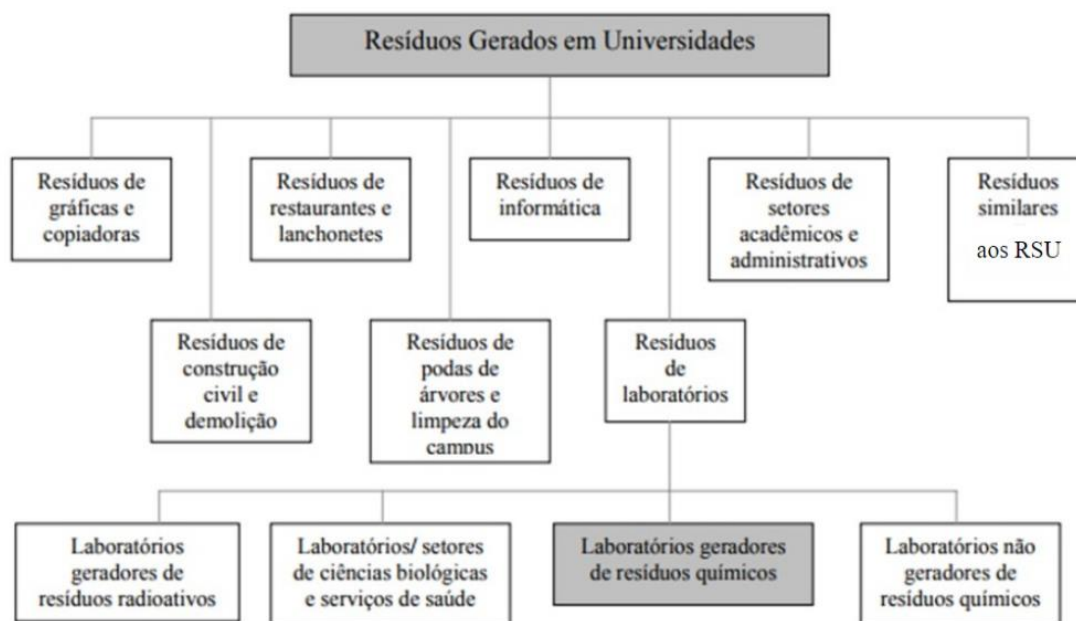 Resíduos Gerados em Universidades
Resíduos de
gráficas e
copiadoras
Resíduos de
restaurantes e
lanchonetes
Resíduos de
informática
Resíduos de
setores
acadêmicos e
administrativos
Resíduos
similares
aos RSU
Resíduos de
construção
civil e
demolição
Resíduos de
podas de
árvores e
limpeza do
campus
Resíduos
de
laboratórios
Laboratórios
geradores de
resíduos radioativos
Laboratórios/ setores
de ciências biológicas
e serviços de saúde
Laboratórios geradores
de resíduos químicos
Laboratórios não
geradores de
resíduos químicos